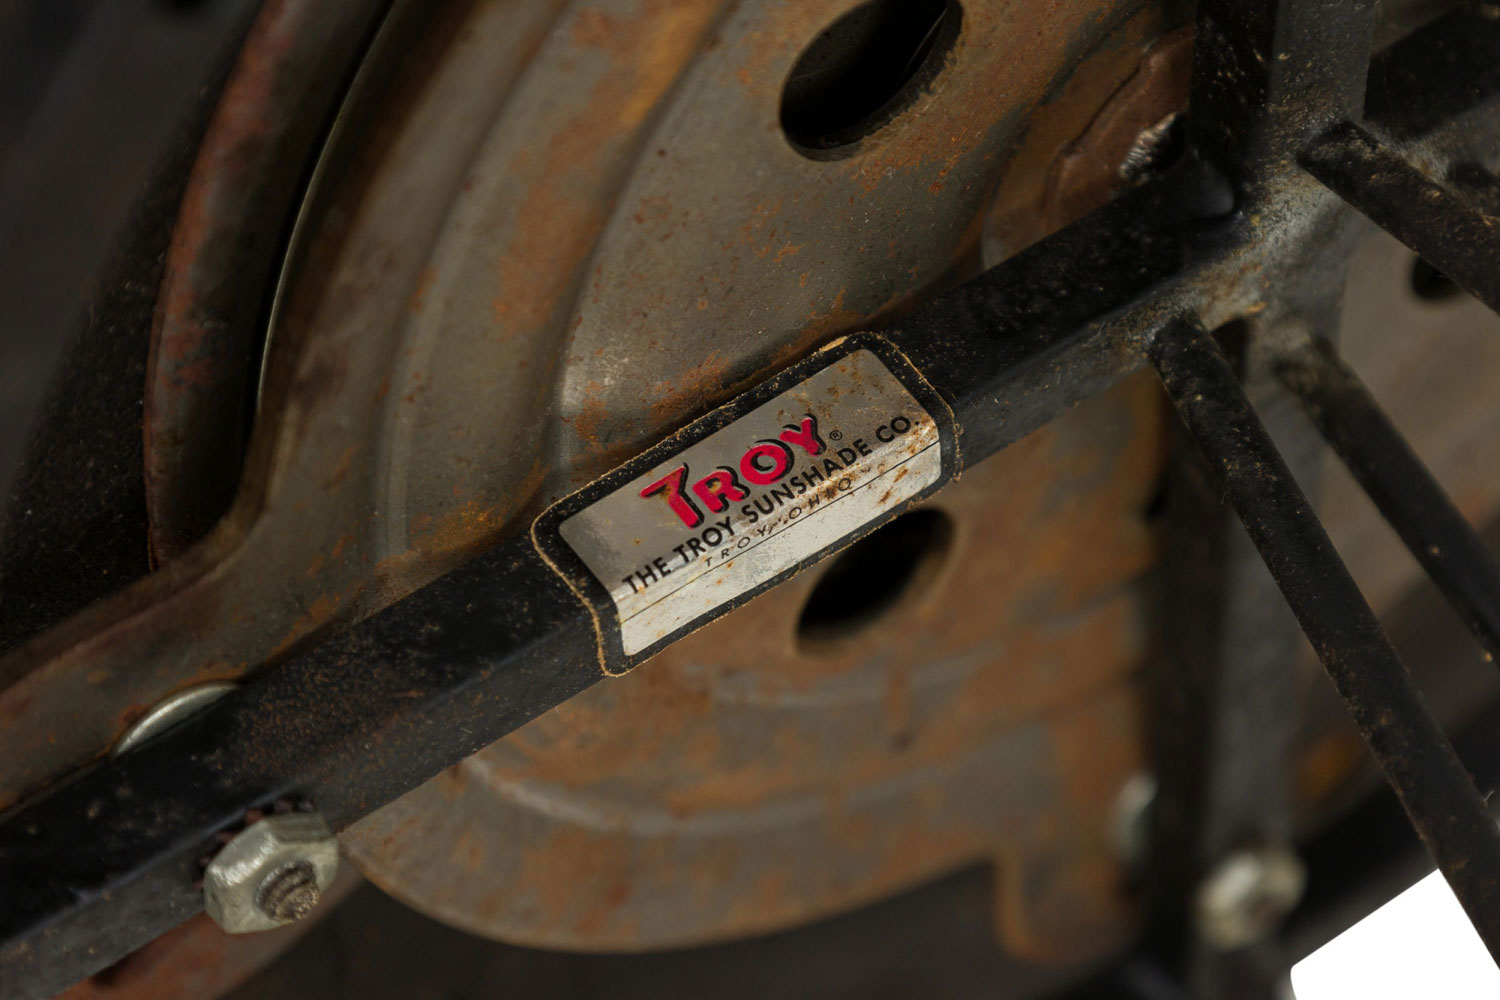 TROY®
THE TROY SUNSHADE CO.
TROY, OHIO